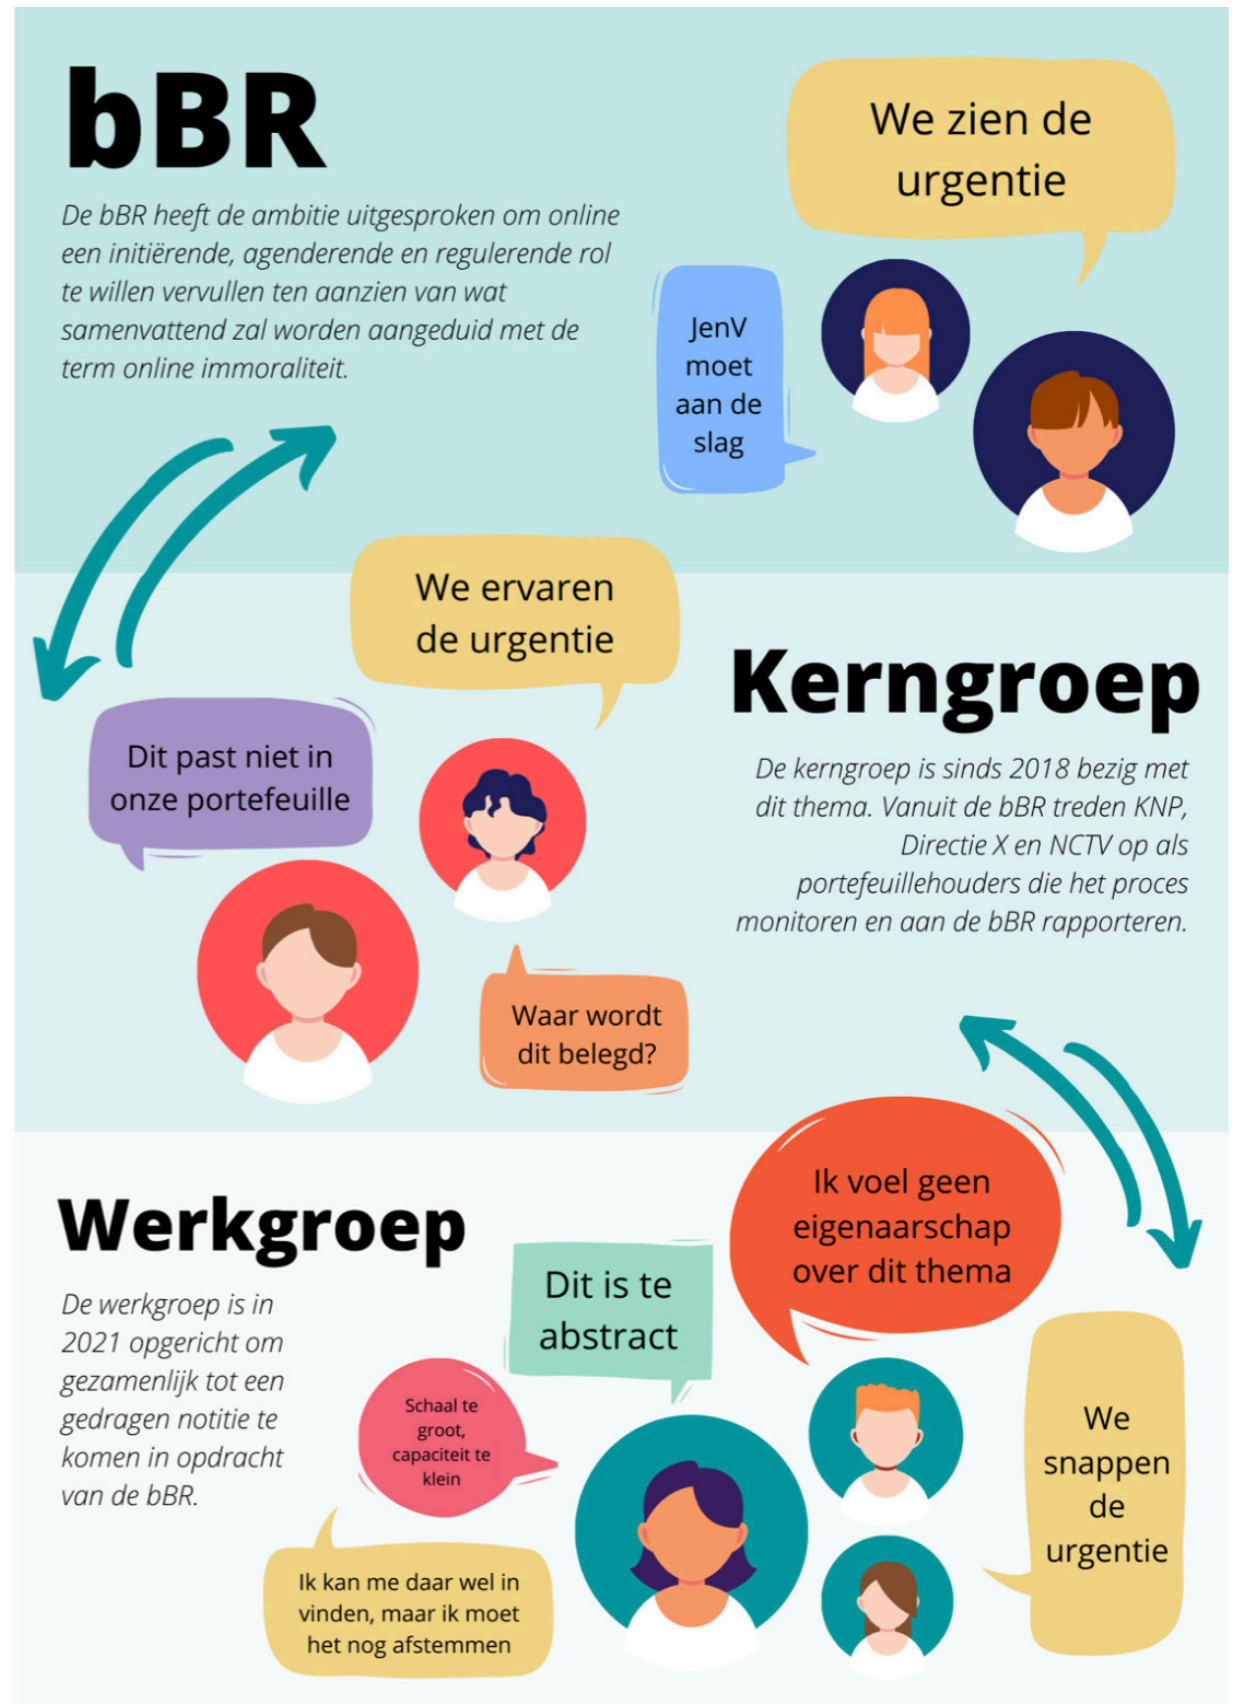 bBR
De bBR heeft de ambitie uitgesproken om online
een initiërende, agenderende en regulerende rol
te willen vervullen ten aanzien van wat
samenvattend zal worden aangeduid met de
term online immoraliteit.
We zien de
urgentie
JenV
moet
aan de
slag
We ervaren
de urgentie
Dit past niet in
onze portefeuille
Waar wordt
dit belegd?
Kerngroep
De kerngroep is sinds 2018 bezig met
dit thema. Vanuit de bBR treden KNP,
Directie X en NCTV op als
portefeuillehouders die het proces
monitoren en aan de bBR rapporteren.
Werkgroep
De werkgroep is in
2021 opgericht om
gezamenlijk tot een
gedragen notitie te
komen in opdracht
van de bBR.
Ik voel geen
eigenaarschap
over dit thema
Dit is te
abstract
Schaal te
groot,
capaciteit te
klein
We
snappen
de
urgentie
Ik kan me daar wel in
vinden, maar ik moet
het nog afstemmen